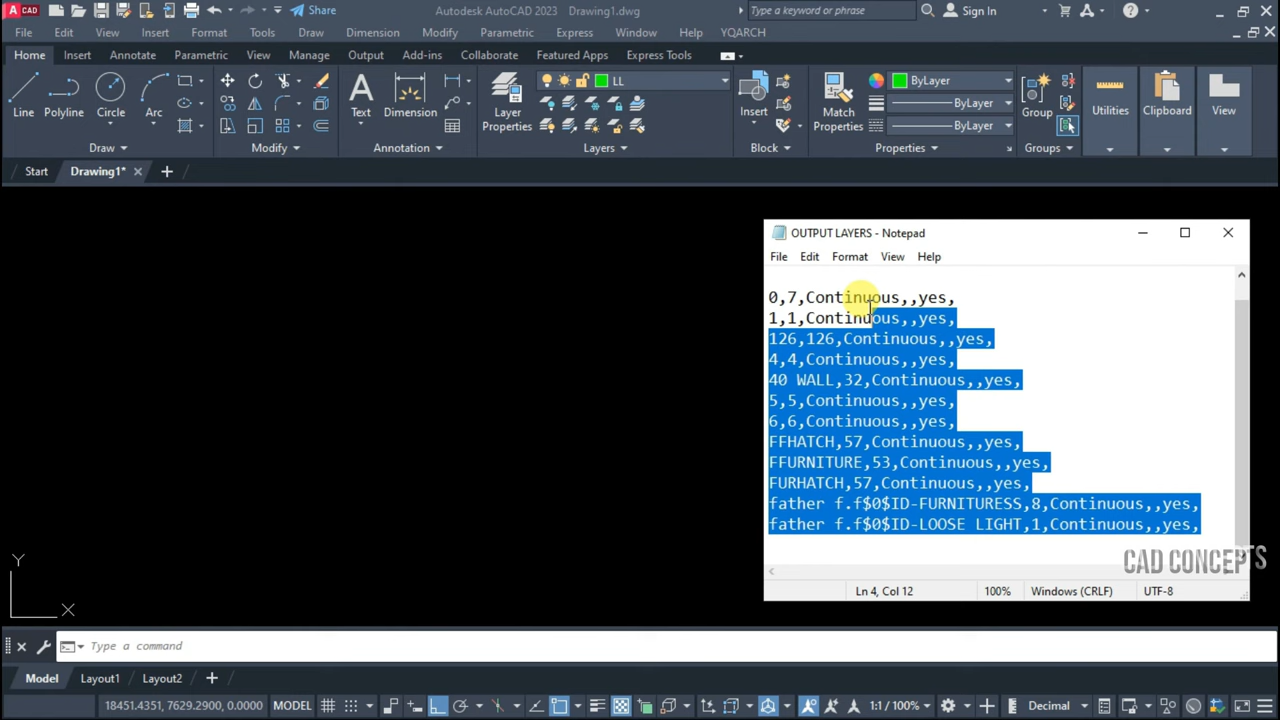 CAD
Share
Autodesk AutoCAD 2023 Drawing1.dwg
Type a keyword or phrase
Sign In
File Edit View Insert Format Tools Draw Dimension Modify Parametric Express Window Help YQARCH
Home Insert Annotate Parametric View Manage Output Add-ins Collaborate Featured Apps Express Tools
LL
ByLayer
ByLayer
ByLayer
Line Polyline Circle Arc
Text Dimension
Layer Properties
Insert
Match Properties
Group
Utilities Clipboard View
Draw Modify Annotation Layers Block Properties Groups
Start Drawing1*
OUTPUT LAYERS - Notepad
File Edit Format View Help
0,7,Continuous,,yes,
1,1,Continuous,,yes,
126,126,Continuous,,yes,
4,4,Continuous,,yes,
40 WALL,32,Continuous,,yes,
5,5,Continuous,,yes,
6,6,Continuous,,yes,
FFHATCH,57,Continuous,,yes,
FFURNITURE,53,Continuous,,yes,
FURHATCH,57,Continuous,,yes,
father f.f$0$ID-FURNITURESS,8,Continuous,,yes,
father f.f$0$ID-LOOSE LIGHT,1,Continuous,,yes,
CAD CONCEPTS
Ln 4, Col 12 100% Windows (CRLF) UTF-8
Y
X
Type a command
Model Layout1 Layout2
18451.4351, 7629.2900, 0.0000 MODEL 1:1 / 100% Decimal